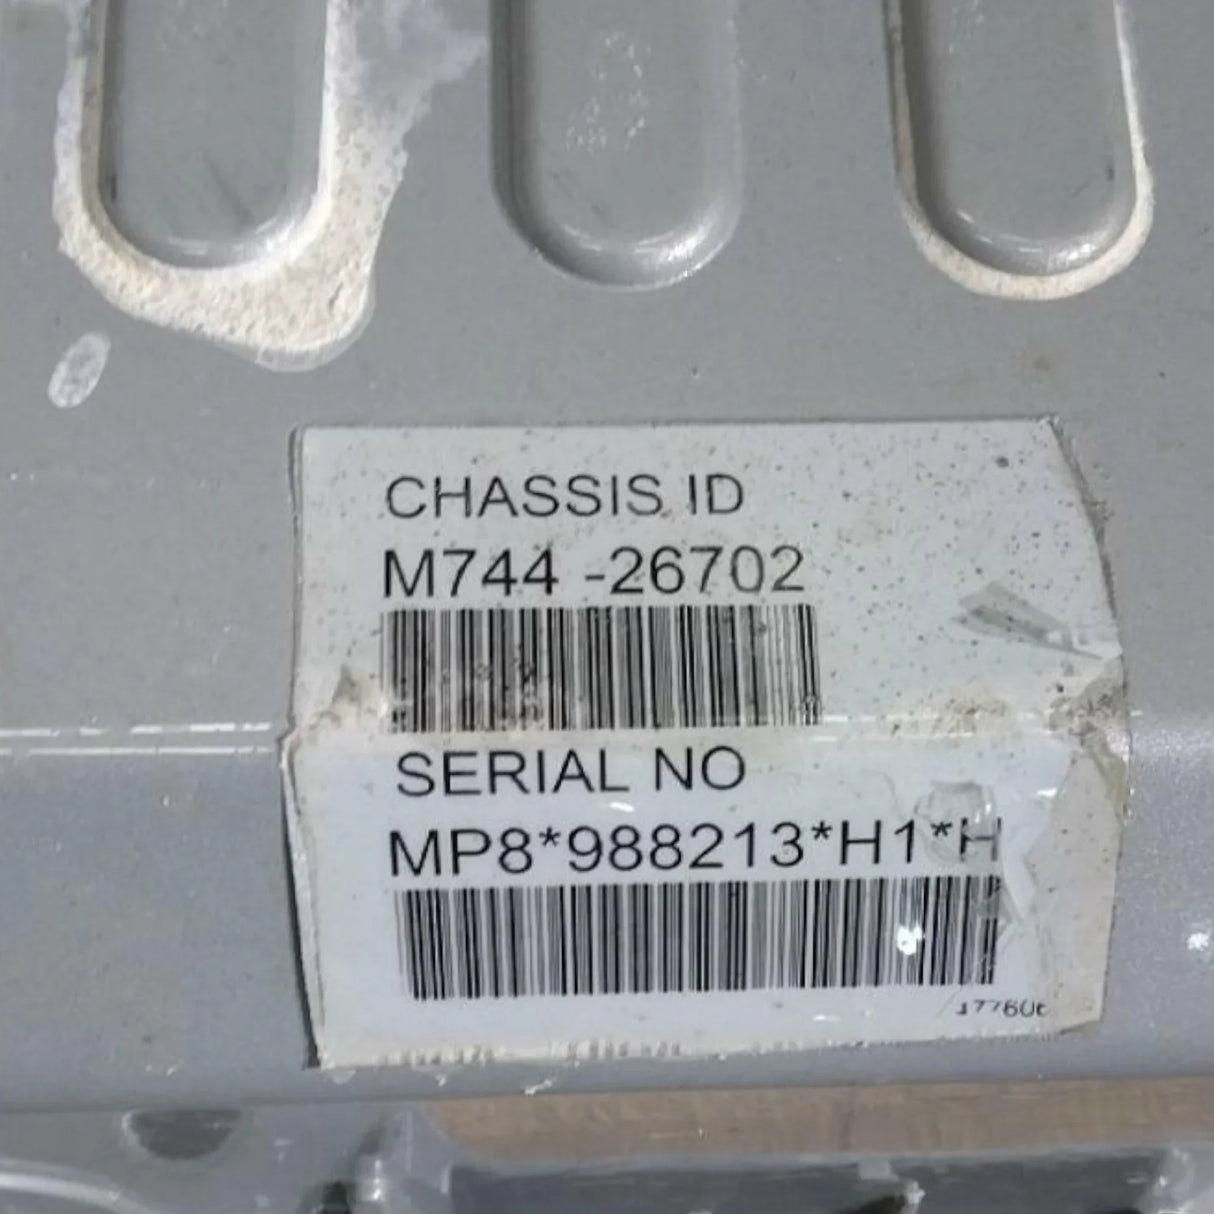 CHASSIS ID
M744 -26702
SERIAL NO
MP8*988213*H1*H